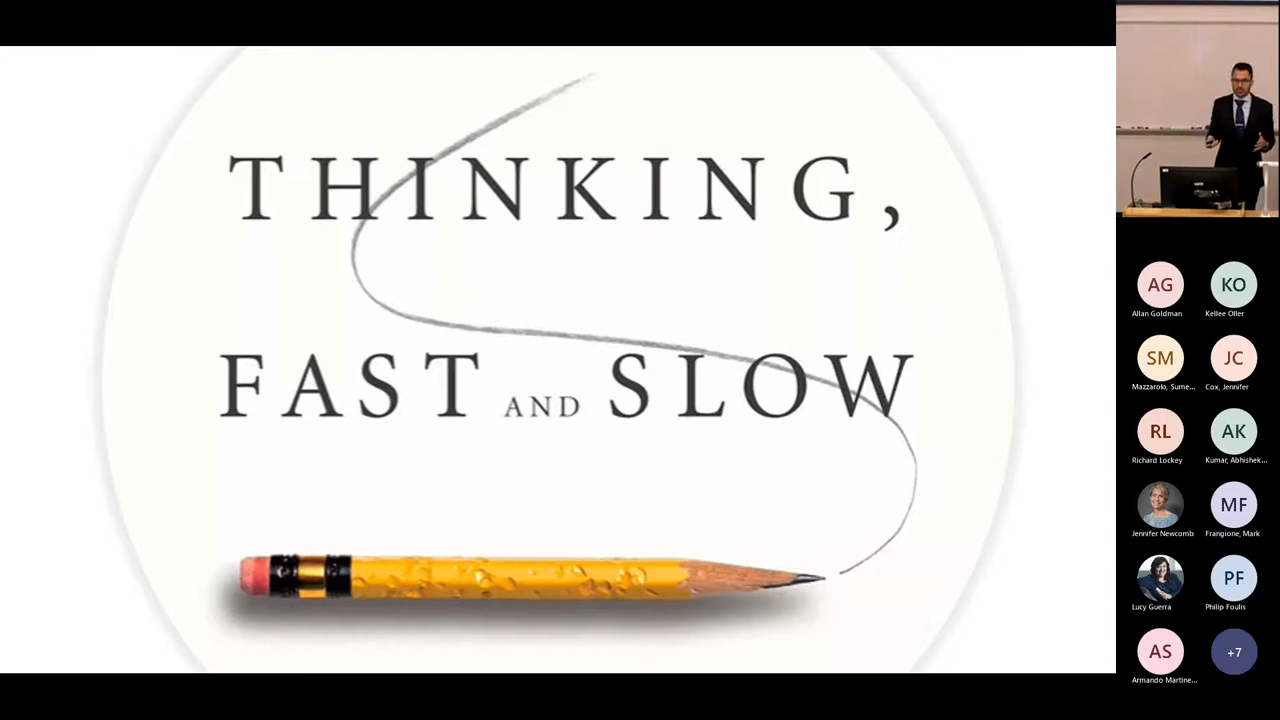 THINKING,
FAST AND SLOW
AG
KO
Allan Goldman
Kellee Oller
SM
JC
Mazzarolo, Sume...
Cox, Jennifer
RL
AK
Richard Lockey
Kumar, Abhishek...
MF
Jennifer Newcomb
Frangione, Mark
PF
Lucy Guerra
Philip Foulis
AS
+7
Armando Martine...